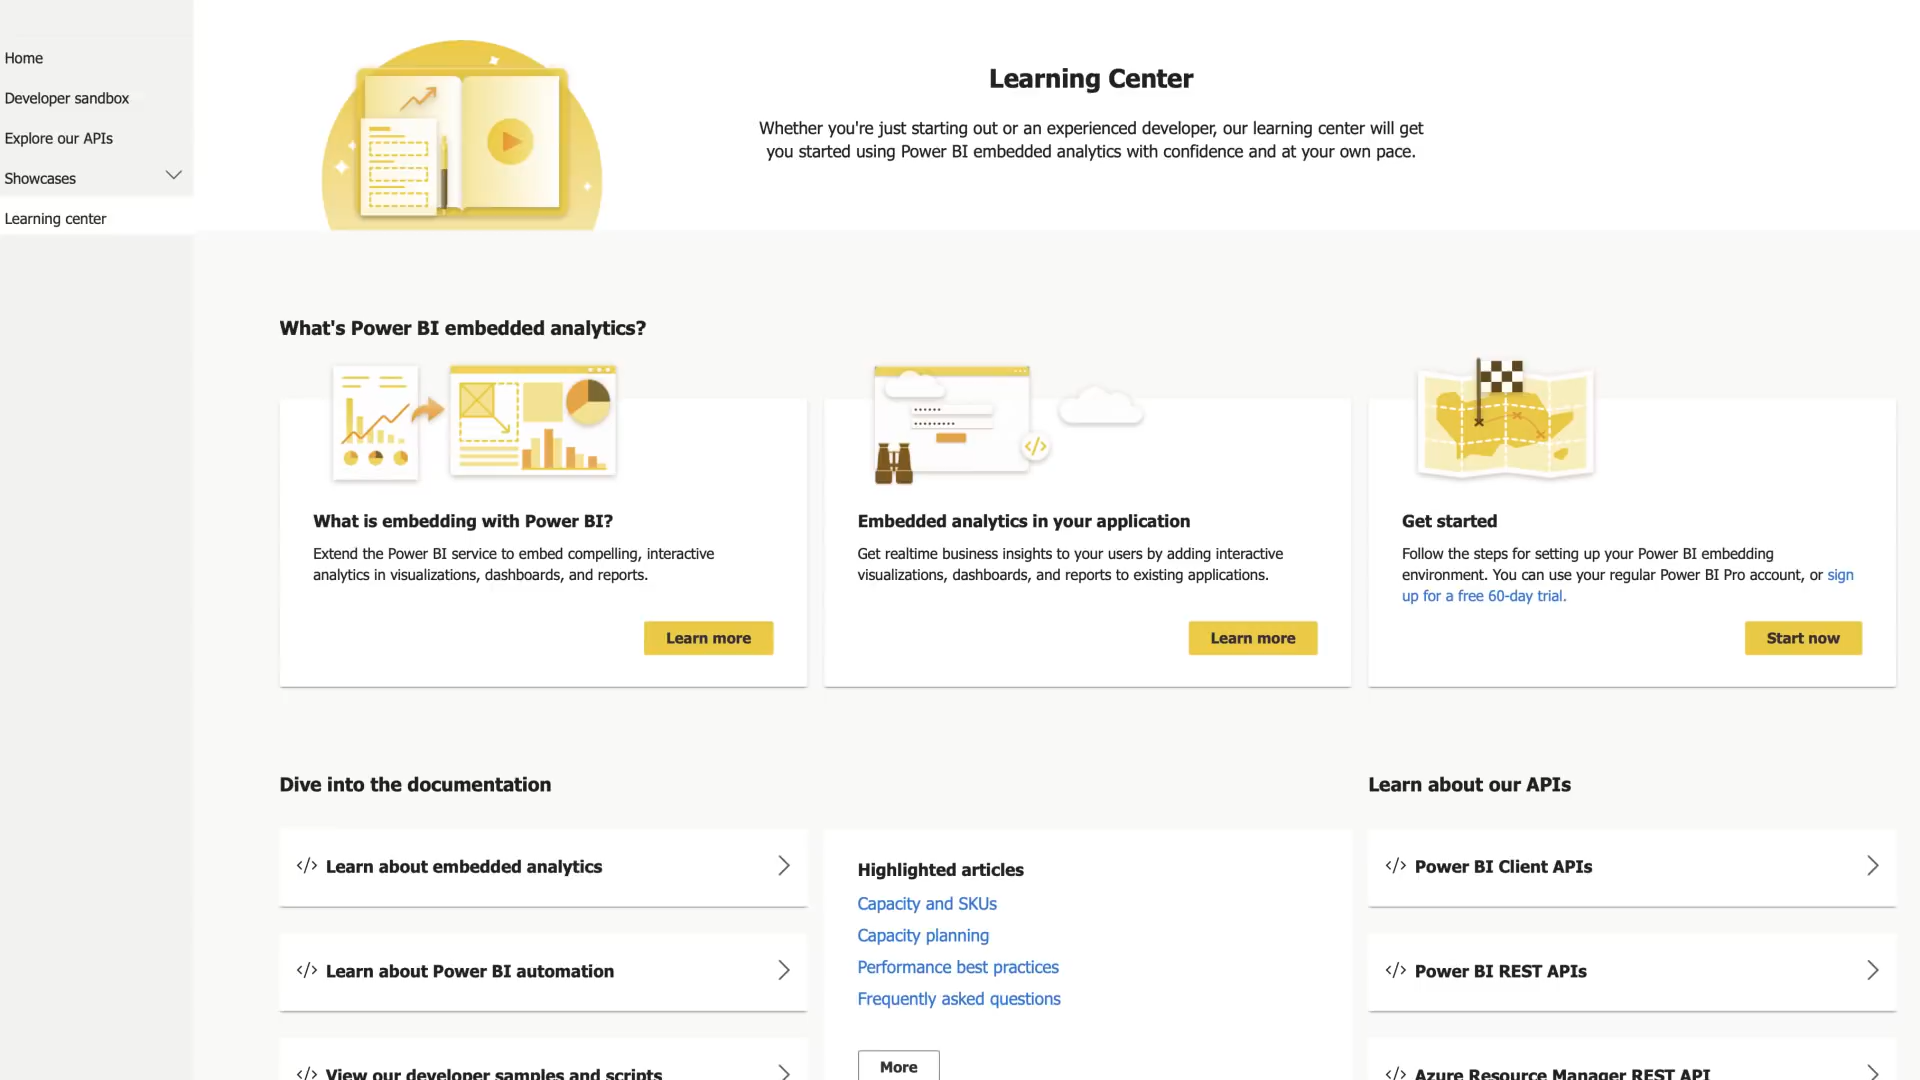 Home
Developer sandbox
Explore our APIs
Showcases
Learning center
Learning Center
Whether you're just starting out or an experienced developer, our learning center will get
you started using Power BI embedded analytics with confidence and at your own pace.
What's Power BI embedded analytics?
What is embedding with Power BI?
Extend the Power BI service to embed compelling, interactive
analytics in visualizations, dashboards, and reports.
Learn more
Embedded analytics in your application
Get realtime business insights to your users by adding interactive
visualizations, dashboards, and reports to existing applications.
Learn more
Get started
Follow the steps for setting up your Power BI embedding
environment. You can use your regular Power BI Pro account, or sign
up for a free 60-day trial.
Start now
Dive into the documentation
</> Learn about embedded analytics
</> Learn about Power BI automation
</> View our developer samples and scripts
Highlighted articles
Capacity and SKUs
Capacity planning
Performance best practices
Frequently asked questions
More
Learn about our APIs
</> Power BI Client APIs
</> Power BI REST APIs
</> Azure Resource Manager REST API